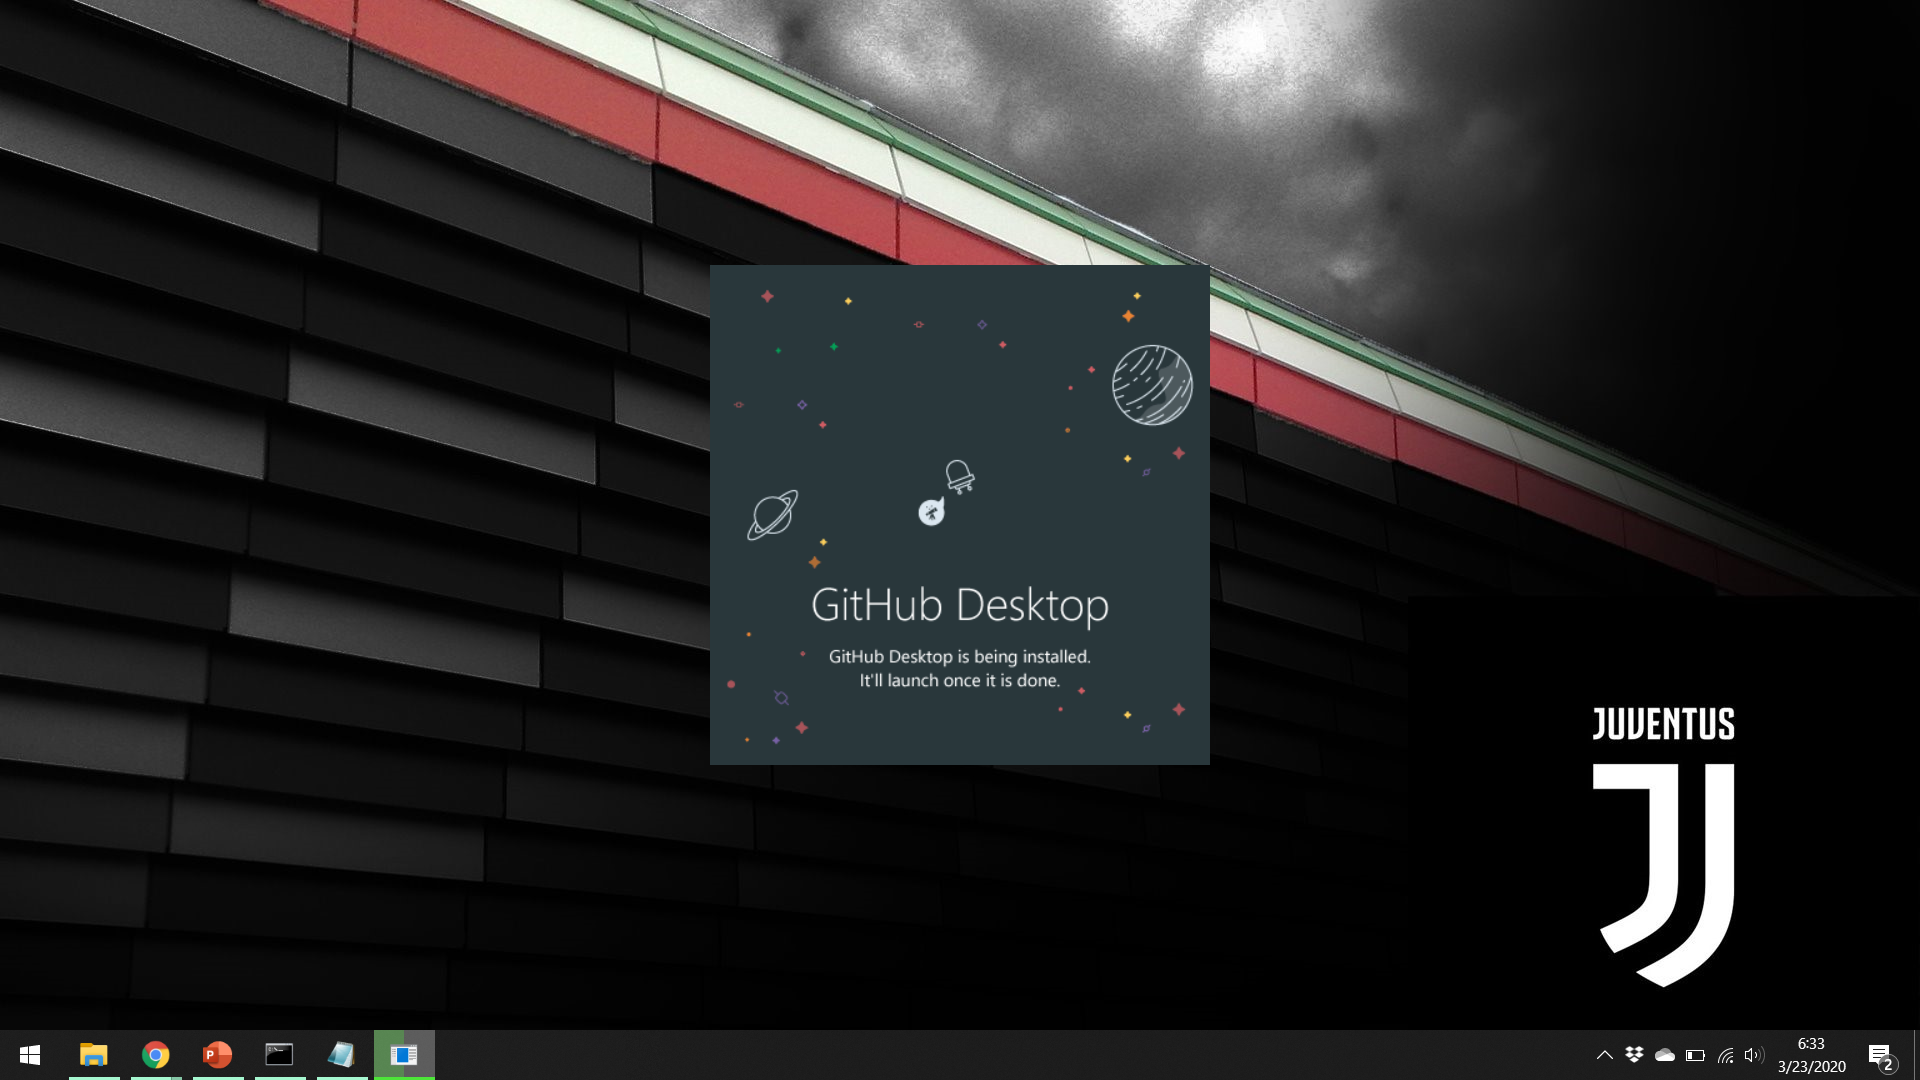 GitHub Desktop
GitHub Desktop is being installed.
It'll launch once it is done.
JUVENTUS
P
6:33
3/23/2020
2